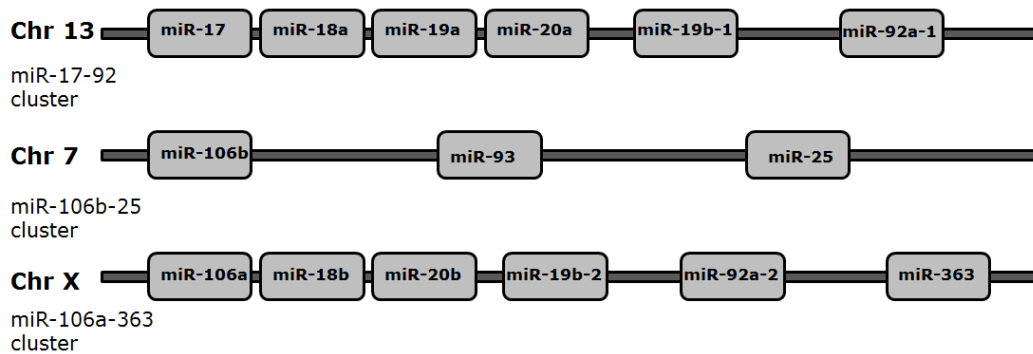 Chr 13 miR-17 miR-18a miR-19a miR-20a miR-19b-1 miR-92a-1
miR-17-92
cluster
Chr 7 miR-106b miR-93 miR-25
miR-106b-25
cluster
Chr X miR-106a miR-18b miR-20b miR-19b-2 miR-92a-2 miR-363
miR-106a-363
cluster